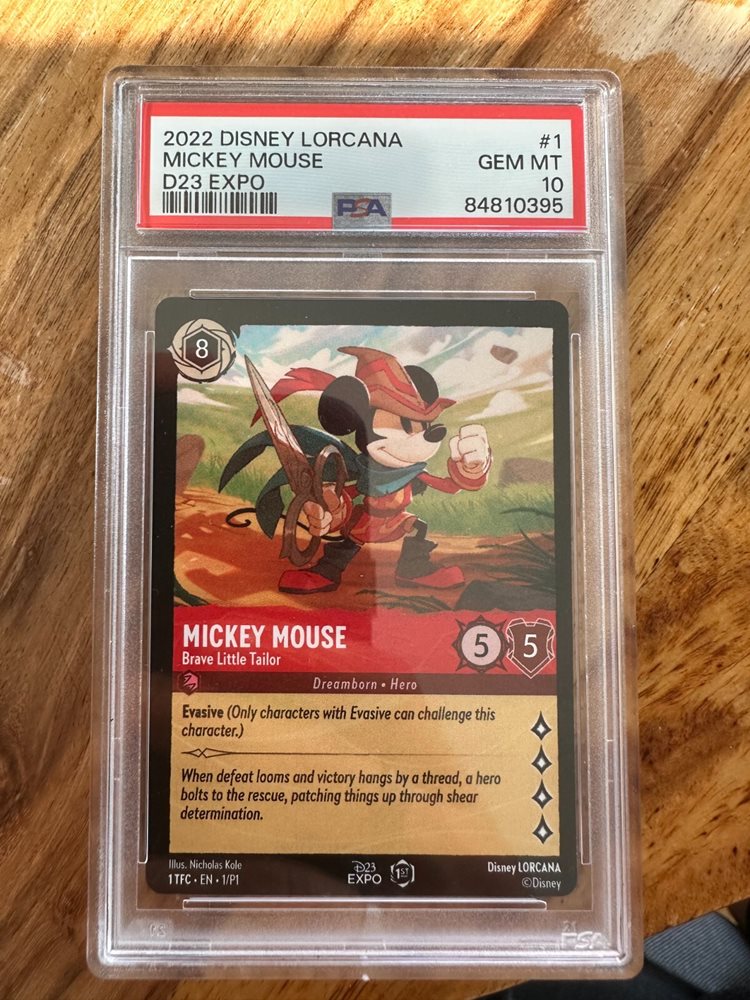 2022 DISNEY LORCANA #1
MICKEY MOUSE GEM MT
D23 EXPO 10
PSA 84810395
8
MICKEY MOUSE
Brave Little Tailor
5 5
Dreamborn • Hero
Evasive (Only characters with Evasive can challenge this
character.)
When defeat looms and victory hangs by a thread, a hero
bolts to the rescue, patching things up through shear
determination.
Illus. Nicholas Kole
1 TFC • EN • 1/P1
D23
EXPO
1ST
Disney LORCANA
©Disney
PSA